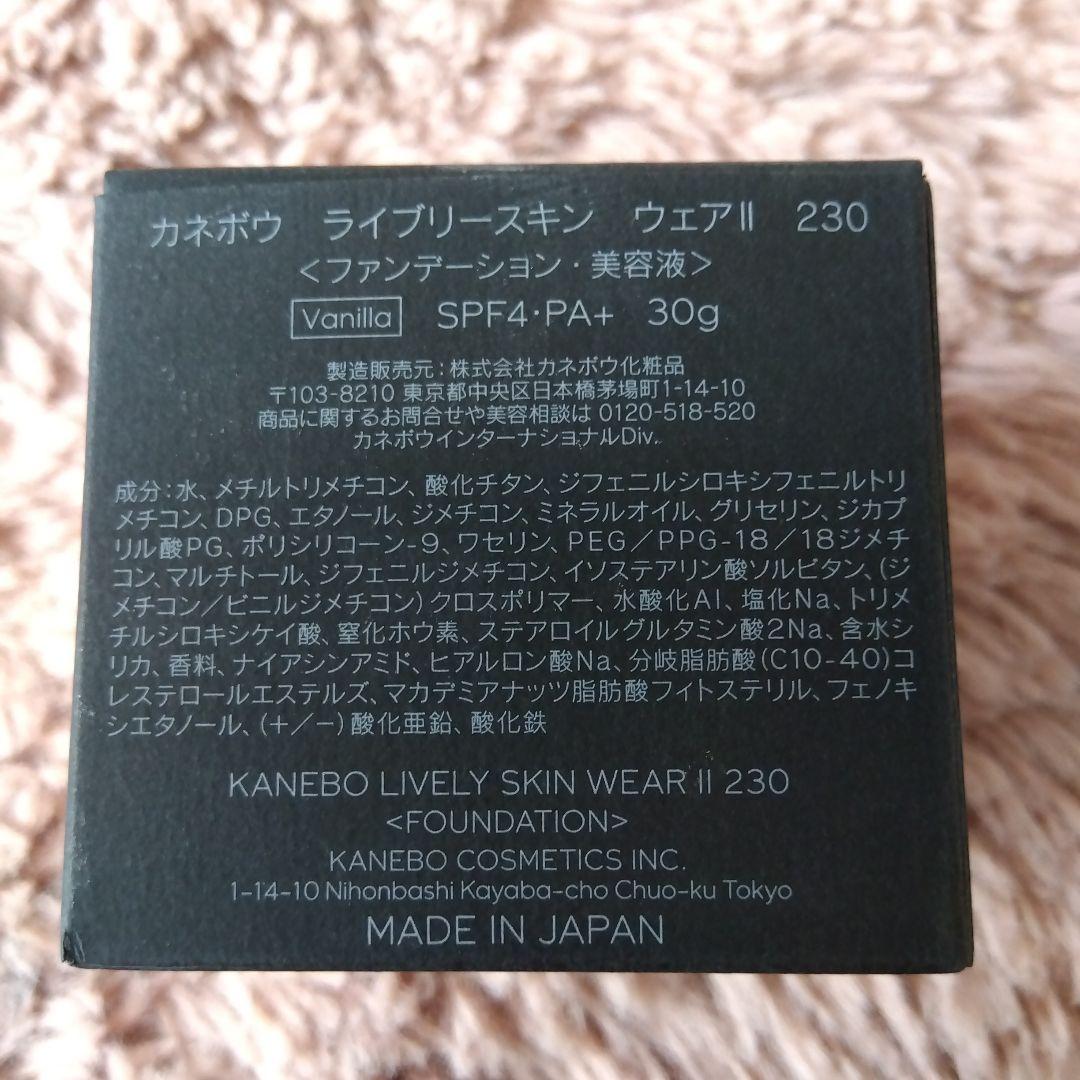 カネボウ ライブリースキン ウェアII 230
<ファンデーション・美容液>
Vanilla SPF4・PA+ 30g
製造販売元:株式会社カネボウ化粧品
〒103-8210 東京都中央区日本橋茅場町1-14-10
商品に関するお問合せや美容相談は 0120-518-520
カネボウインターナショナルDiv.
成分:水、メチルトリメチコン、酸化チタン、ジフェニルシロキシフェニルトリ
メチコン、DPG、エタノール、ジメチコン、ミネラルオイル、グリセリン、ジカプ
リル酸PG、ポリシリコーン-9、ワセリン、PEG/PPG-18/18ジメチ
コン、マルチトール、ジフェニルジメチコン、イソステアリン酸ソルビタン、(ジ
メチコン/ビニルジメチコン)クロスポリマー、水酸化Al、塩化Na、トリメ
チルシロキシケイ酸、窒化ホウ素、ステアロイルグルタミン酸2Na、含水シ
リカ、香料、ナイアシンアミド、ヒアルロン酸Na、分岐脂肪酸(C10-40)コ
レステロールエステルズ、マカデミアナッツ脂肪酸フィトステリル、フェノキ
シエタノール、(+/-)酸化亜鉛、酸化鉄
KANEBO LIVELY SKIN WEAR II 230
<FOUNDATION>
KANEBO COSMETICS INC.
1-14-10 Nihonbashi Kayaba-cho Chuo-ku Tokyo
MADE IN JAPAN